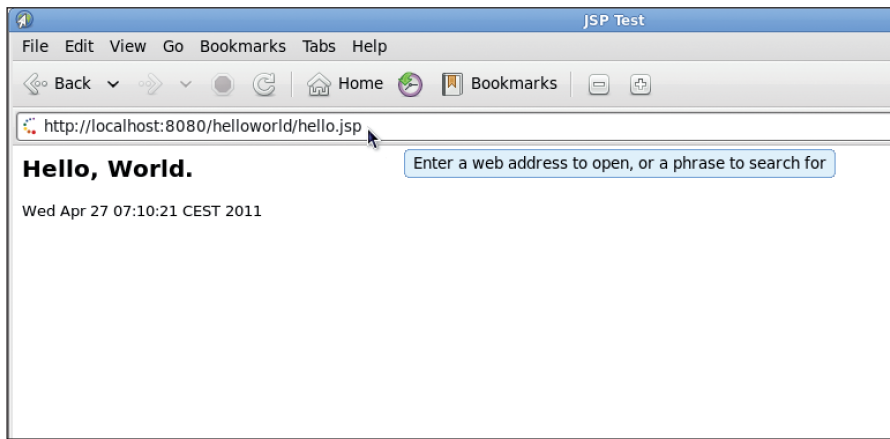 JSP Test
File Edit View Go Bookmarks Tabs Help
Back Home Bookmarks
http://localhost:8080/helloworld/hello.jsp
Enter a web address to open, or a phrase to search for
Hello, World.
Wed Apr 27 07:10:21 CEST 2011